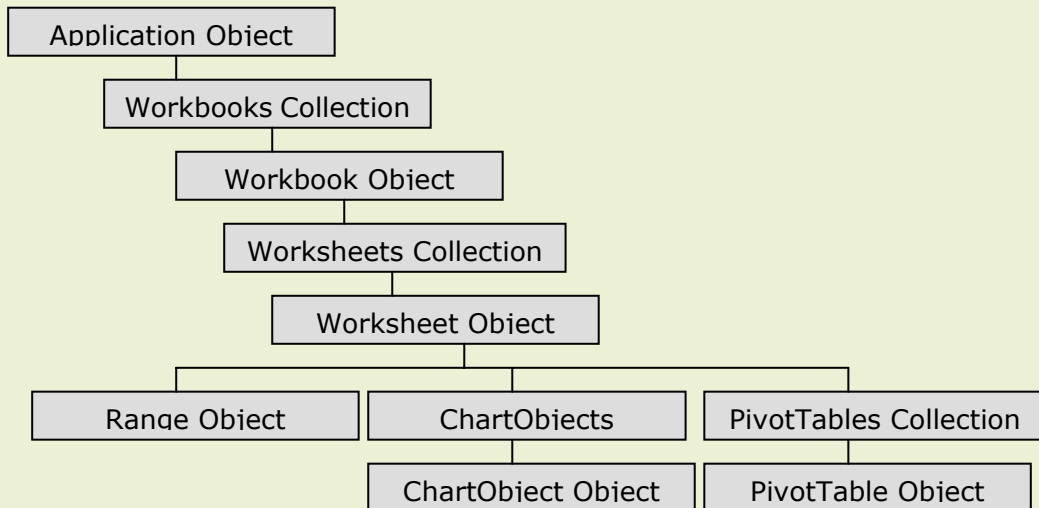 Application Object
Workbooks Collection
Workbook Object
Worksheets Collection
Worksheet Object
Range Object
ChartObjects
PivotTables Collection
ChartObject Object
PivotTable Object